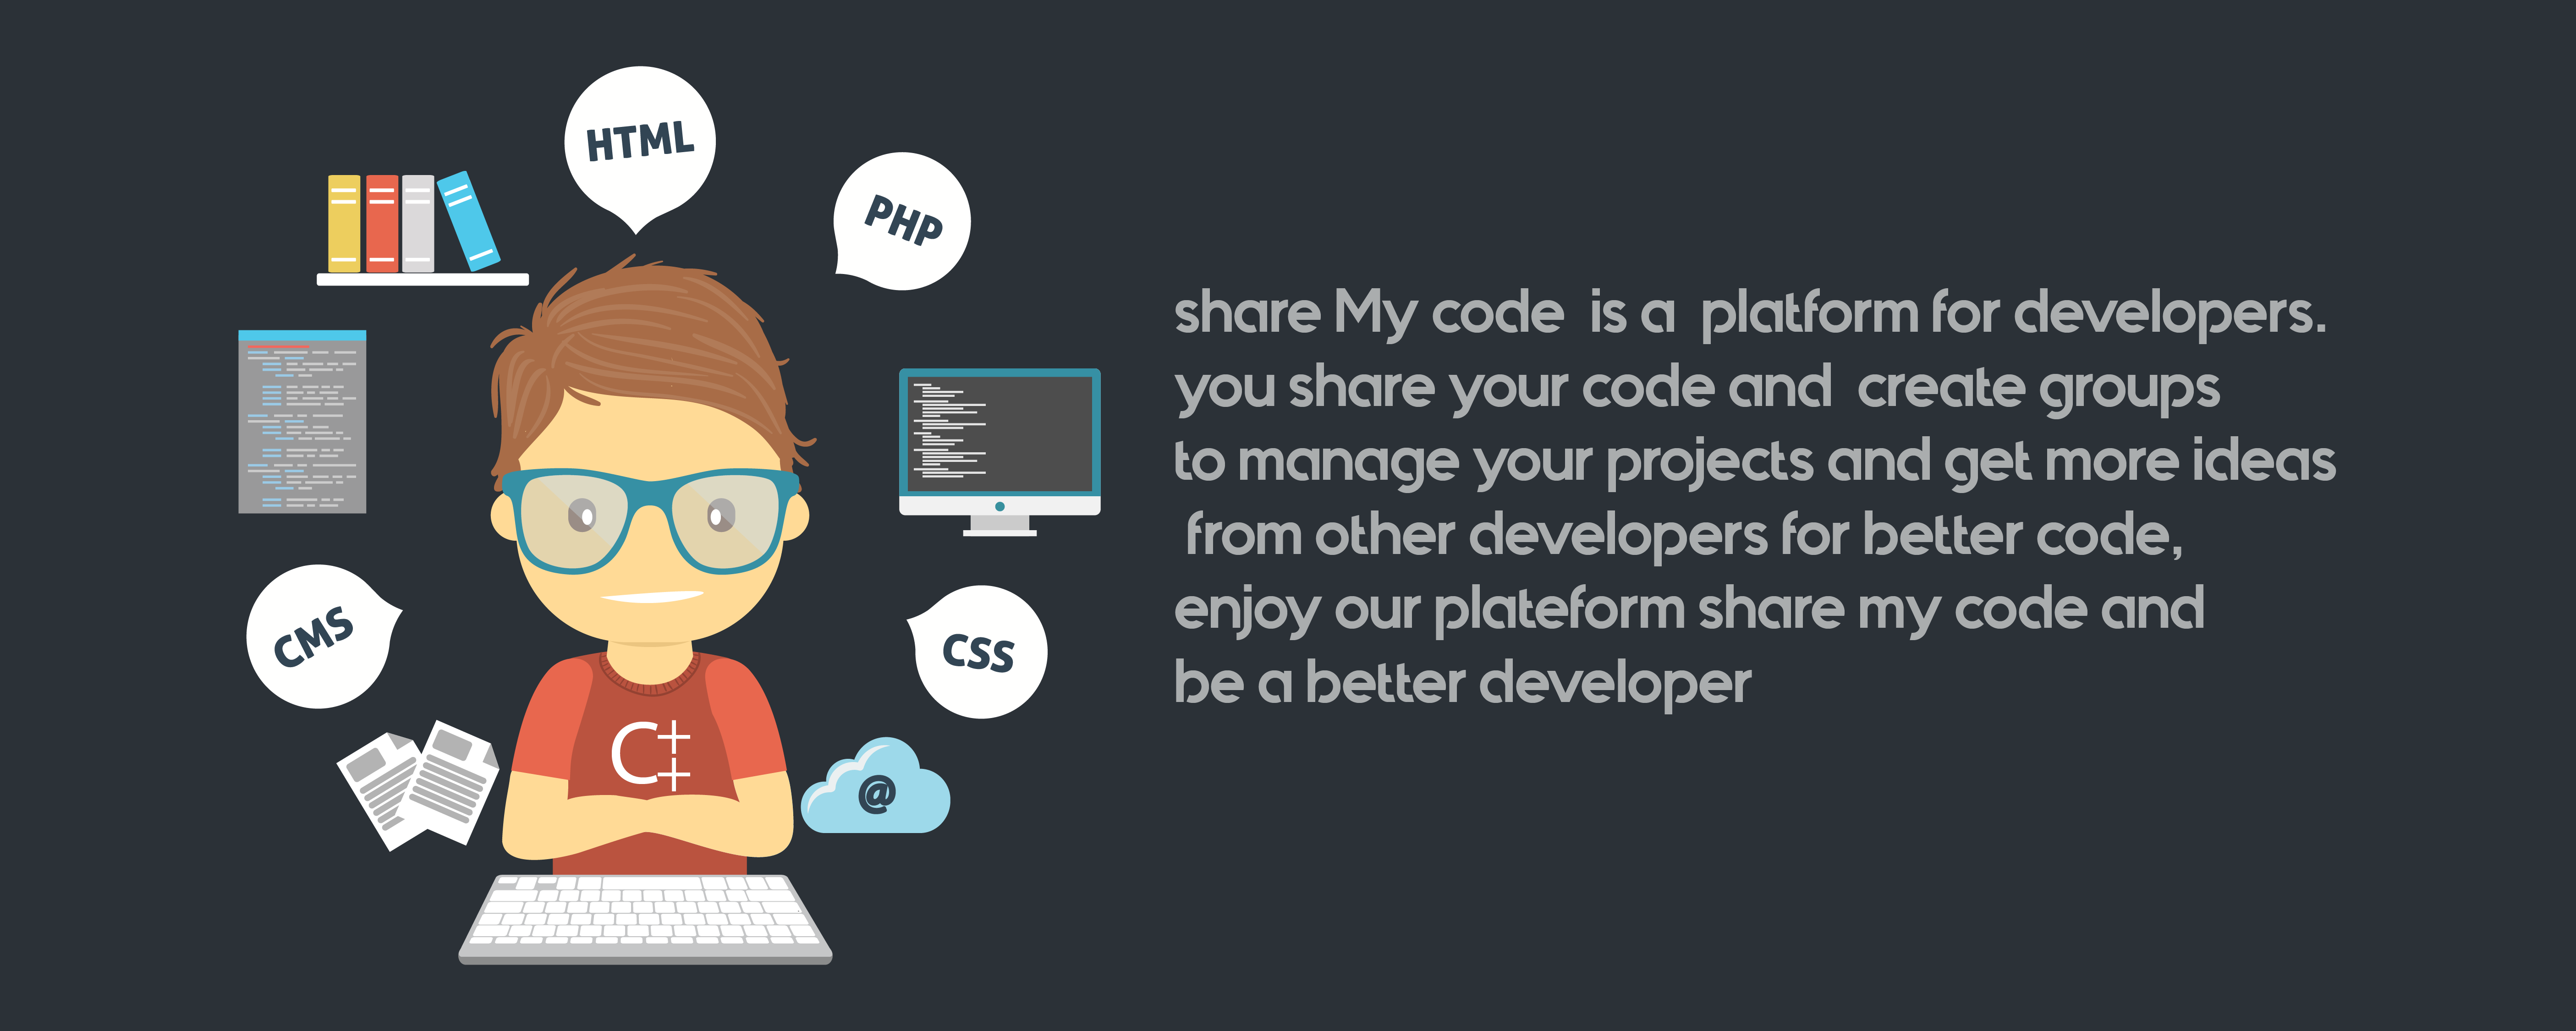 HTML
PHP
CMS
CSS
C++
@
share My code is a platform for developers.
you share your code and create groups
to manage your projects and get more ideas
from other developers for better code,
enjoy our plateform share my code and
be a better developer